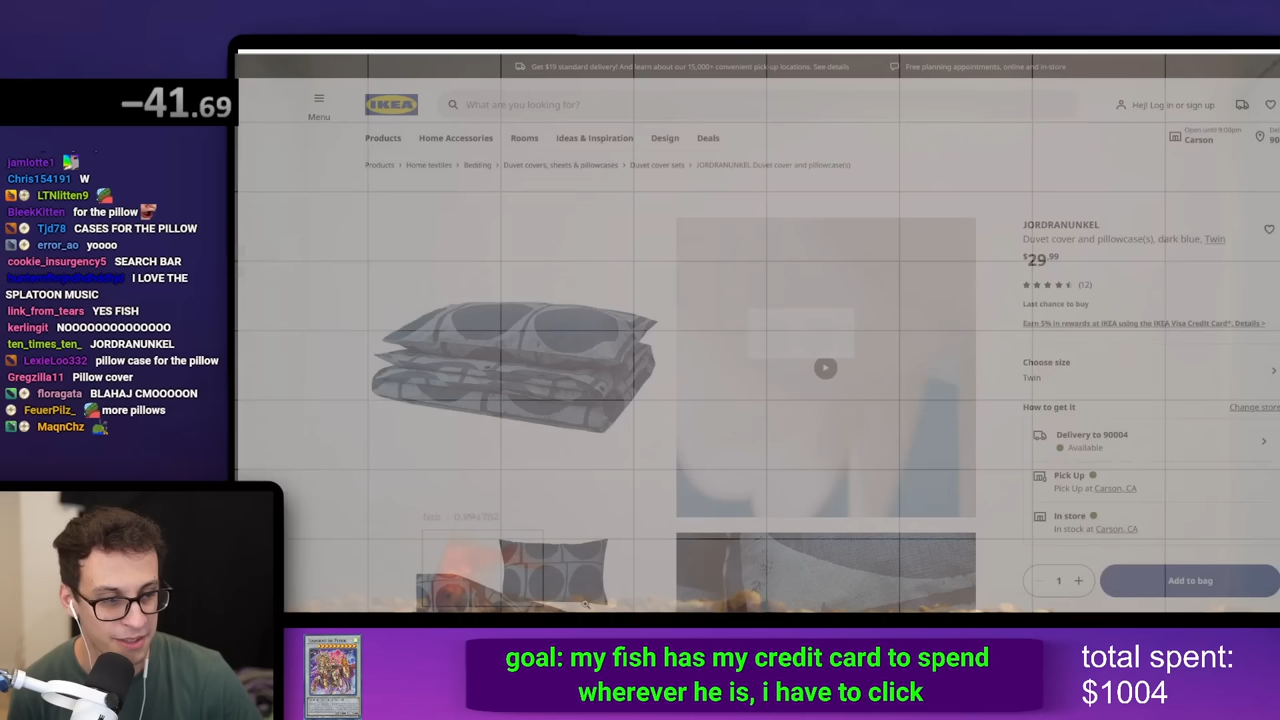 Get $19 standard delivery! And learn about our 15,000+ convenient pick-up locations. See details
Free planning appointments, online and in-store
Menu
IKEA
What are you looking for?
Hej! Log in or sign up
Products
Home Accessories
Rooms
Ideas & Inspiration
Design
Deals
Open until 9:00pm
Carson
90
Products > Home textiles > Bedding > Duvet covers, sheets & pillowcases > Duvet cover sets > JORDRANUNKEL Duvet cover and pillowcase(s)
JORDRANUNKEL
Duvet cover and pillowcase(s), dark blue, Twin
$29.99
(12)
Last chance to buy
Earn 5% in rewards at IKEA using the IKEA Visa Credit Card*. Details >
Choose size
Twin
How to get it
Change store
Delivery to 90004
Available
Pick Up
Pick Up at Carson, CA
In store
In stock at Carson, CA
- 1 +
Add to bag
−41.69
jamlotte1
Chris154191 W
LTNlitten9
BleekKitten for the pillow
Tjd78 CASES FOR THE PILLOW
error_ao yoooo
cookie_insurgency5 SEARCH BAR
I LOVE THE
SPLATOON MUSIC
link_from_tears YES FISH
kerlingit NOOOOOOOOOOOOOO
ten_times_ten_ JORDRANUNKEL
LexieLoo332 pillow case for the pillow
Gregzilla11 Pillow cover
floragata BLAHAJ CMOOOOON
FeuerPilz_ more pillows
MaqnChz
goal: my fish has my credit card to spend
wherever he is, i have to click
total spent:
$1004